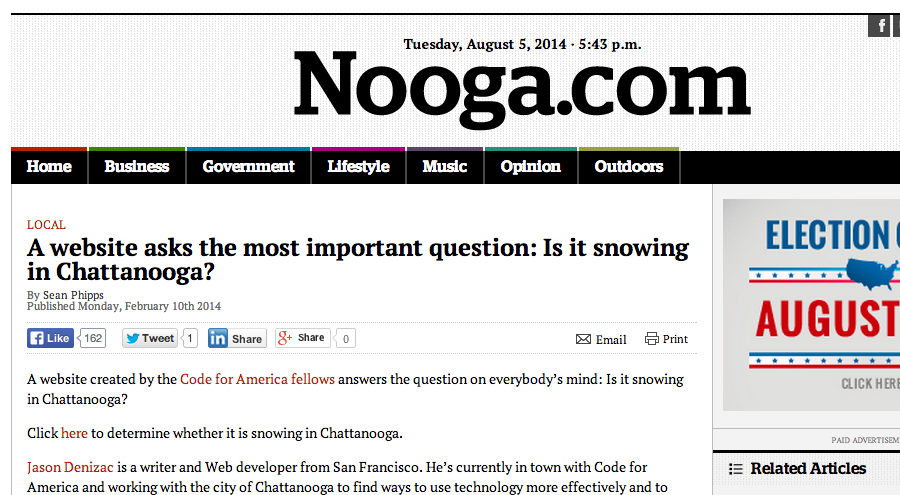 Tuesday, August 5, 2014 · 5:43 p.m.
Nooga.com
Home Business Government Lifestyle Music Opinion Outdoors
LOCAL
A website asks the most important question: Is it snowing
in Chattanooga?
By Sean Phipps
Published Monday, February 10th 2014
Like 162 Tweet 1 Share Share 0 Email Print
A website created by the Code for America fellows answers the question on everybody's mind: Is it snowing
in Chattanooga?
Click here to determine whether it is snowing in Chattanooga.
Jason Denizac is a writer and Web developer from San Francisco. He's currently in town with Code for
America and working with the city of Chattanooga to find ways to use technology more effectively and to
ELECTION
AUGUST
CLICK HERE
PAID ADVERTISEM
Related Articles